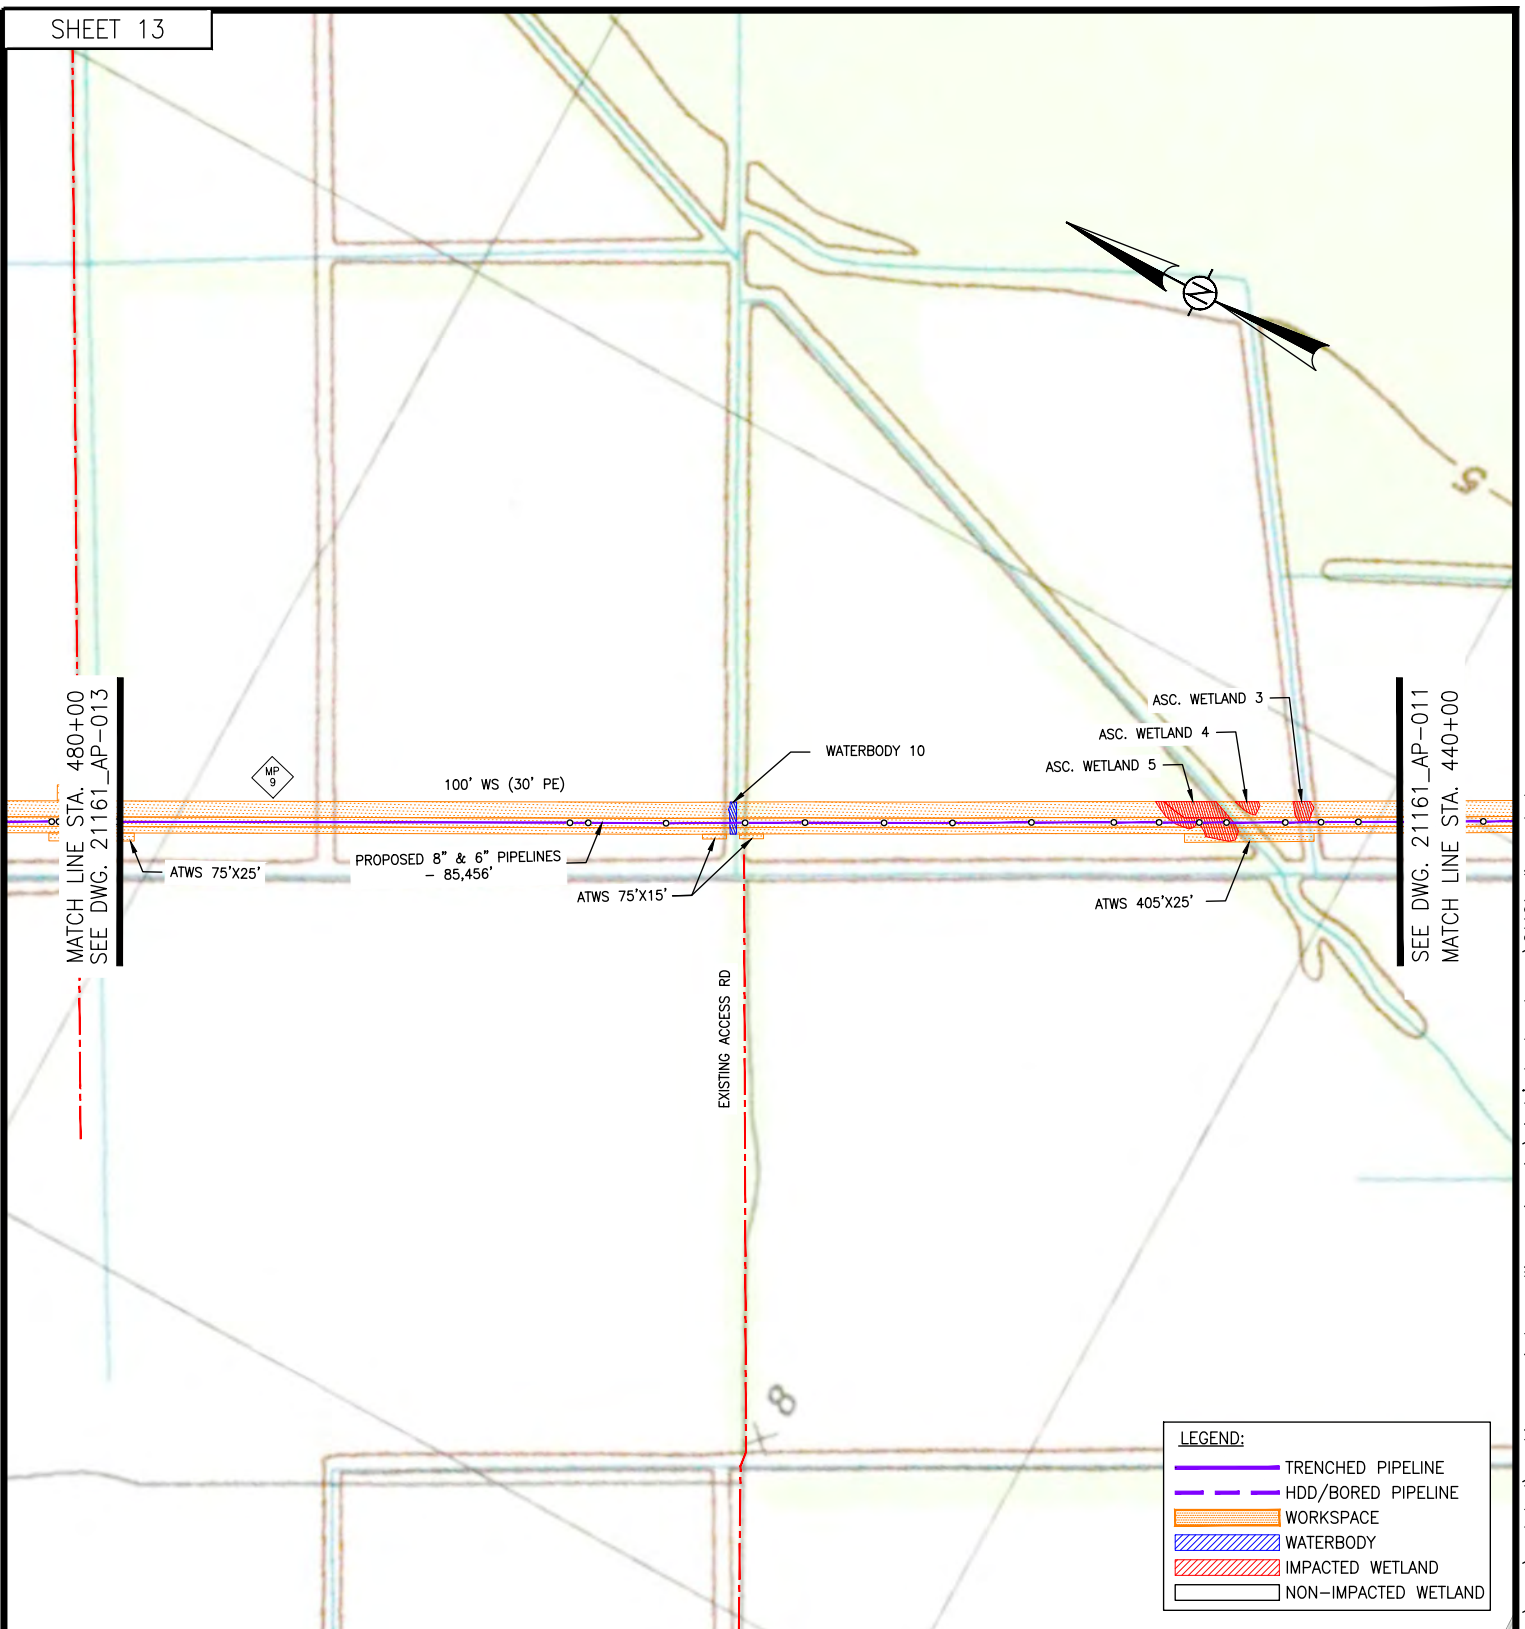 SHEET 13
N
5
MATCH LINE STA. 480+00
SEE DWG. 21161_AP-013
SEE DWG. 21161_AP-011
MATCH LINE STA. 440+00
ASC. WETLAND 3
ASC. WETLAND 4
ASC. WETLAND 5
WATERBODY 10
MP
9
100' WS (30' PE)
PROPOSED 8" & 6" PIPELINES
– 85,456'
ATWS 75'X25'
ATWS 75'X15'
ATWS 405'X25'
EXISTING ACCESS RD
8
LEGEND:
TRENCHED PIPELINE
HDD/BORED PIPELINE
WORKSPACE
WATERBODY
IMPACTED WETLAND
NON–IMPACTED WETLAND